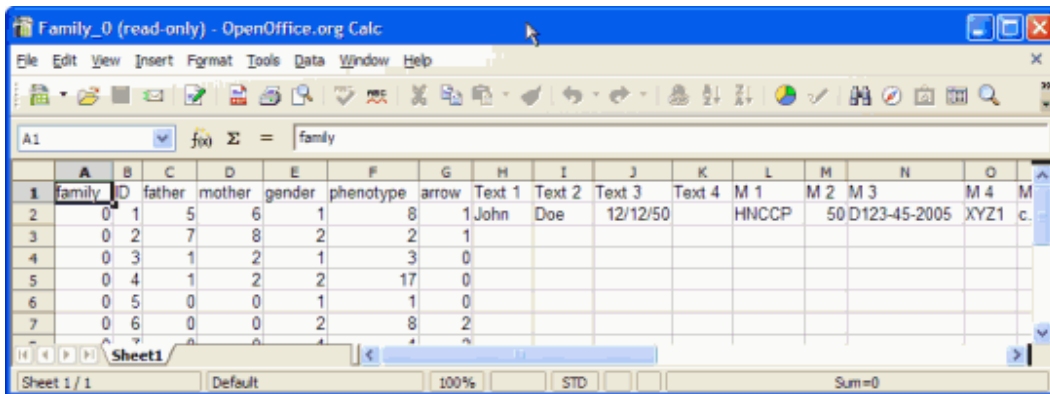 Family_0 (read-only) - OpenOffice.org Calc
File Edit View Insert Format Tools Data Window Help
A1 f(x) Σ = family
A B C D E F G H I J K L M N O
1 family ID father mother gender phenotype arrow Text 1 Text 2 Text 3 Text 4 M 1 M 2 M 3 M 4 M
2 0 1 5 6 1 8 1 John Doe 12/12/50 HNCCP 50 D123-45-2005 XYZ1 c.
3 0 2 7 8 2 2 1
4 0 3 1 2 1 3 0
5 0 4 1 2 2 17 0
6 0 5 0 0 1 1 0
7 0 6 0 0 2 8 2
Sheet1
Sheet 1 / 1 Default 100% STD Sum=0